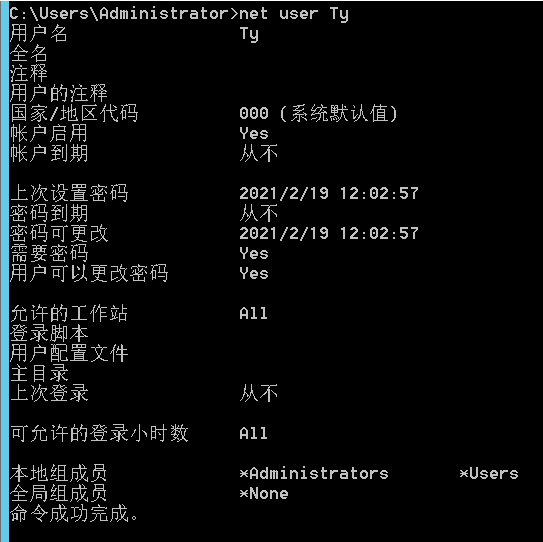 C:\Users\Administrator>net user Ty
用户名 Ty
全名
注释
用户的注释
国家/地区代码 000 (系统默认值)
帐户启用 Yes
帐户到期 从不
上次设置密码 2021/2/19 12:02:57
密码到期 从不
密码可更改 2021/2/19 12:02:57
需要密码 Yes
用户可以更改密码 Yes
允许的工作站 All
登录脚本
用户配置文件
主目录
上次登录 从不
可允许的登录小时数 All
本地组成员 *Administrators *Users
全局组成员 *None
命令成功完成。